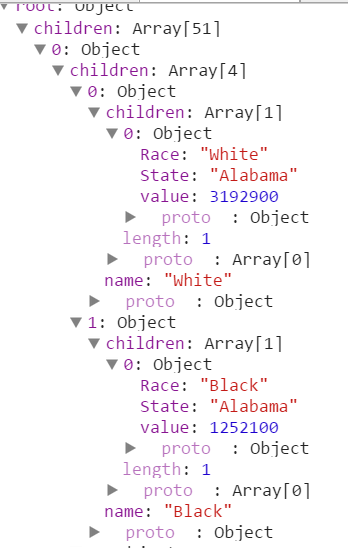 root: Object
children: Array[51]
0: Object
children: Array[4]
0: Object
children: Array[1]
0: Object
Race: "White"
State: "Alabama"
value: 3192900
proto : Object
length: 1
proto : Array[0]
name: "White"
proto : Object
1: Object
children: Array[1]
0: Object
Race: "Black"
State: "Alabama"
value: 1252100
proto : Object
length: 1
proto : Array[0]
name: "Black"
proto : Object